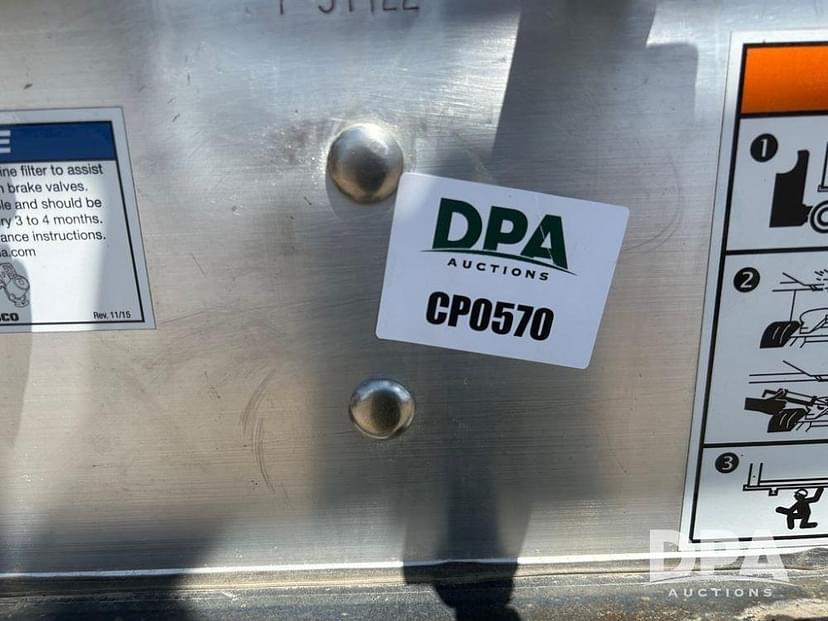 E
ine filter to assist
n brake valves.
le and should be
ry 3 to 4 months.
ance instructions.
a.com
CO
Rev. 11/15
DPA
AUCTIONS
CP0570
1
2
3
DPA
AUCTIONS